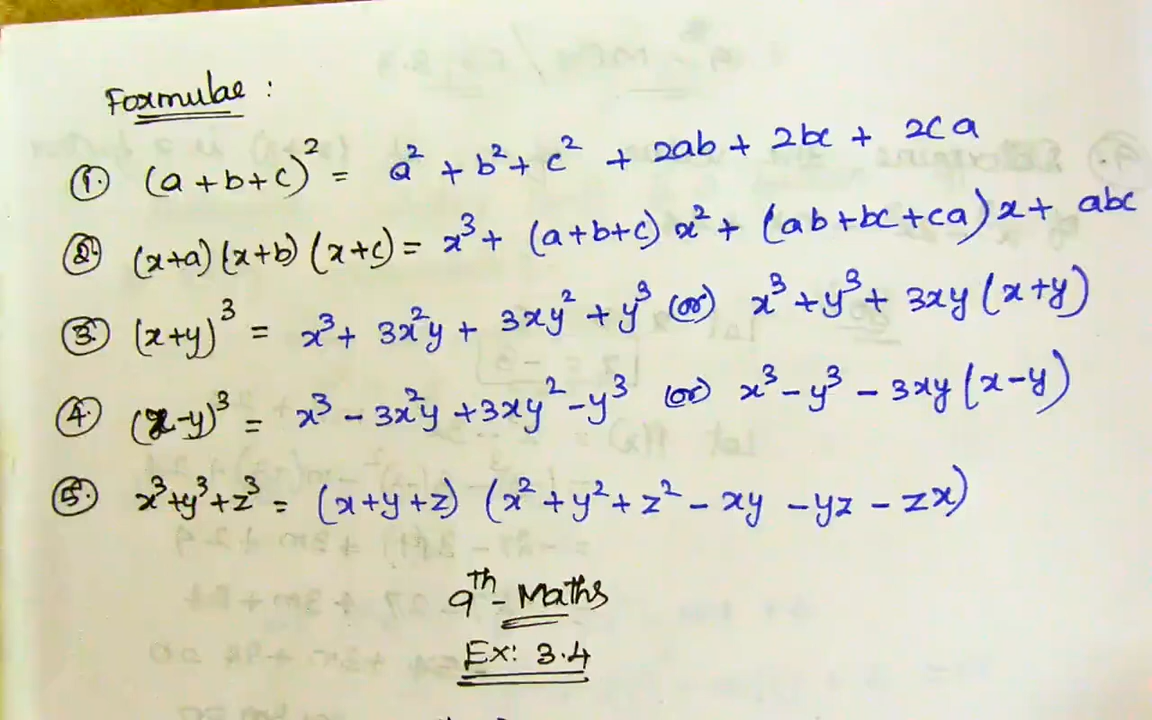 Formulae :
①. (a+b+c)² = a² + b² + c² + 2ab + 2bc + 2ca
②. (x+a) (x+b) (x+c) = x³ + (a+b+c) x² + (ab+bc+ca) x + abc
③. (x+y)³ = x³ + 3x²y + 3xy² + y³ (or) x³ + y³ + 3xy (x+y)
④. (x-y)³ = x³ - 3x²y + 3xy² - y³ (or) x³ - y³ - 3xy (x-y)
⑤. x³+y³+z³ = (x+y+z) (x² + y² + z² - xy - yz - zx)
9th - Maths
Ex: 3.4